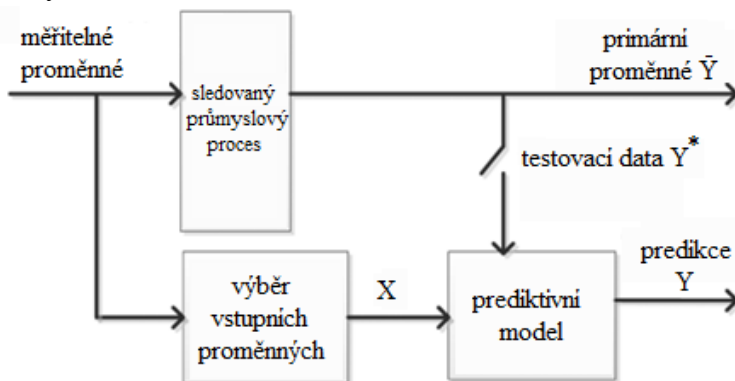 měřitelné
proměnné
sledovaný
průmyslový
proces
primární
proměnné Ȳ
testovací data Y*
výběr
vstupních
proměnných
X
prediktivní
model
predikce
Y